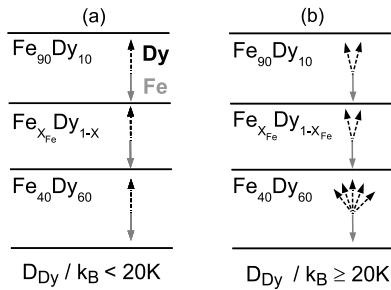 (a)
Fe90Dy10
Dy
Fe
FeXFeDy1-X
Fe40Dy60
DDy / kB < 20K
(b)
Fe90Dy10
FeXFeDy1-XFe
Fe40Dy60
DDy / kB ≥ 20K